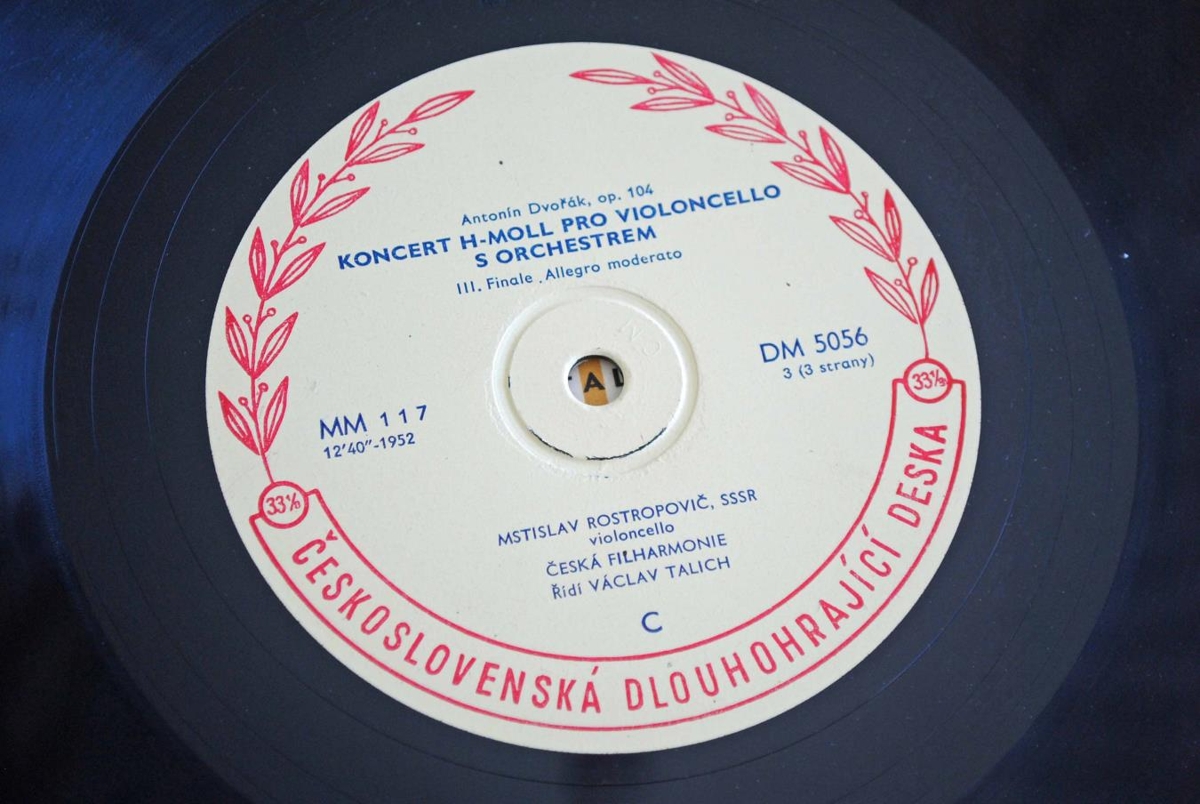 Antonín Dvořák, op. 104
KONCERT H-MOLL PRO VIOLONCELLO
S ORCHESTREM
III. Finale. Allegro moderato
DM 5056
3 (3 strany)
MM 117
12'40"-1952
MSTISLAV ROSTROPOVIČ, SSSR
violoncello
ČESKÁ FILHARMONIE
Řídí VÁCLAV TALICH
C
33⅓
ČESKOSLOVENSKÁ DLOUHOHRAJÍCÍ DESKA
33⅓